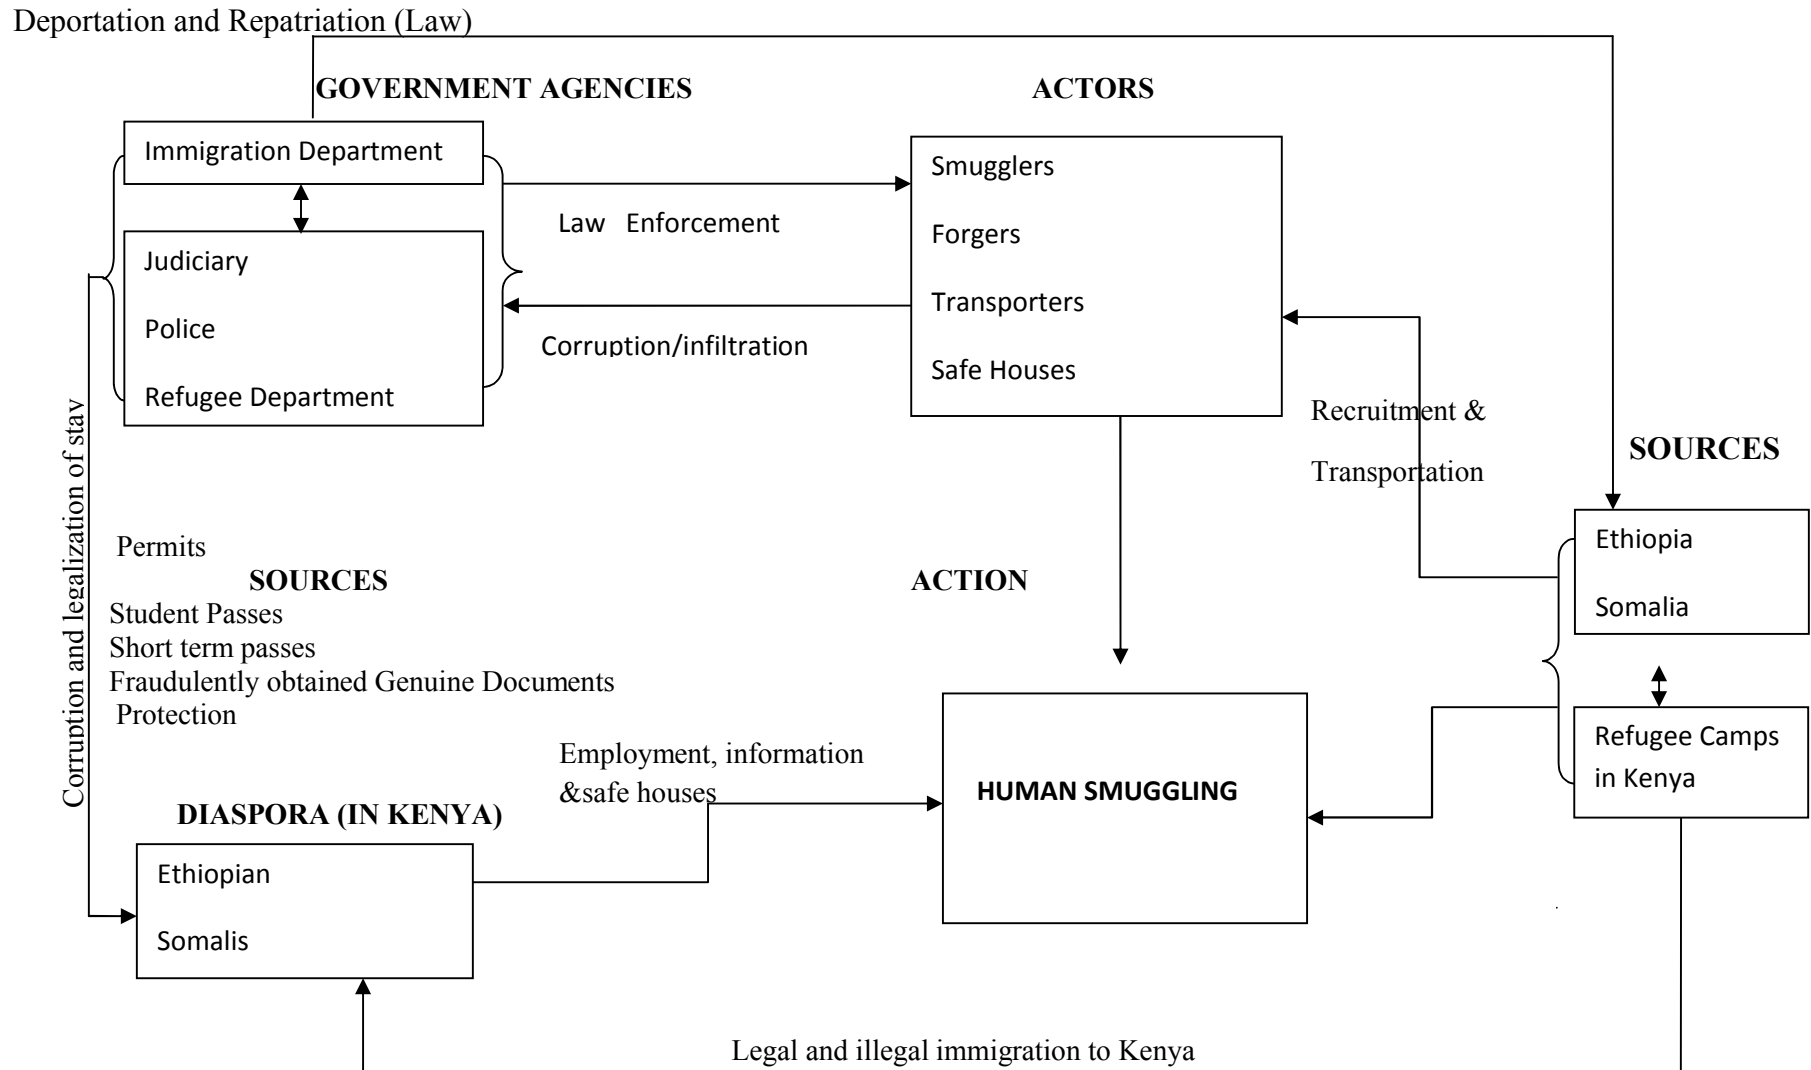 Deportation and Repatriation (Law)
GOVERNMENT AGENCIES
ACTORS
Immigration Department
Judiciary
Police
Refugee Department
Law Enforcement
Corruption/infiltration
Smugglers
Forgers
Transporters
Safe Houses
Recruitment &
Transportation
SOURCES
Ethiopia
Somalia
Refugee Camps
in Kenya
Corruption and legalization of stay
Permits
SOURCES
Student Passes
Short term passes
Fraudulently obtained Genuine Documents
Protection
ACTION
HUMAN SMUGGLING
Employment, information
&safe houses
DIASPORA (IN KENYA)
Ethiopian
Somalis
Legal and illegal immigration to Kenya